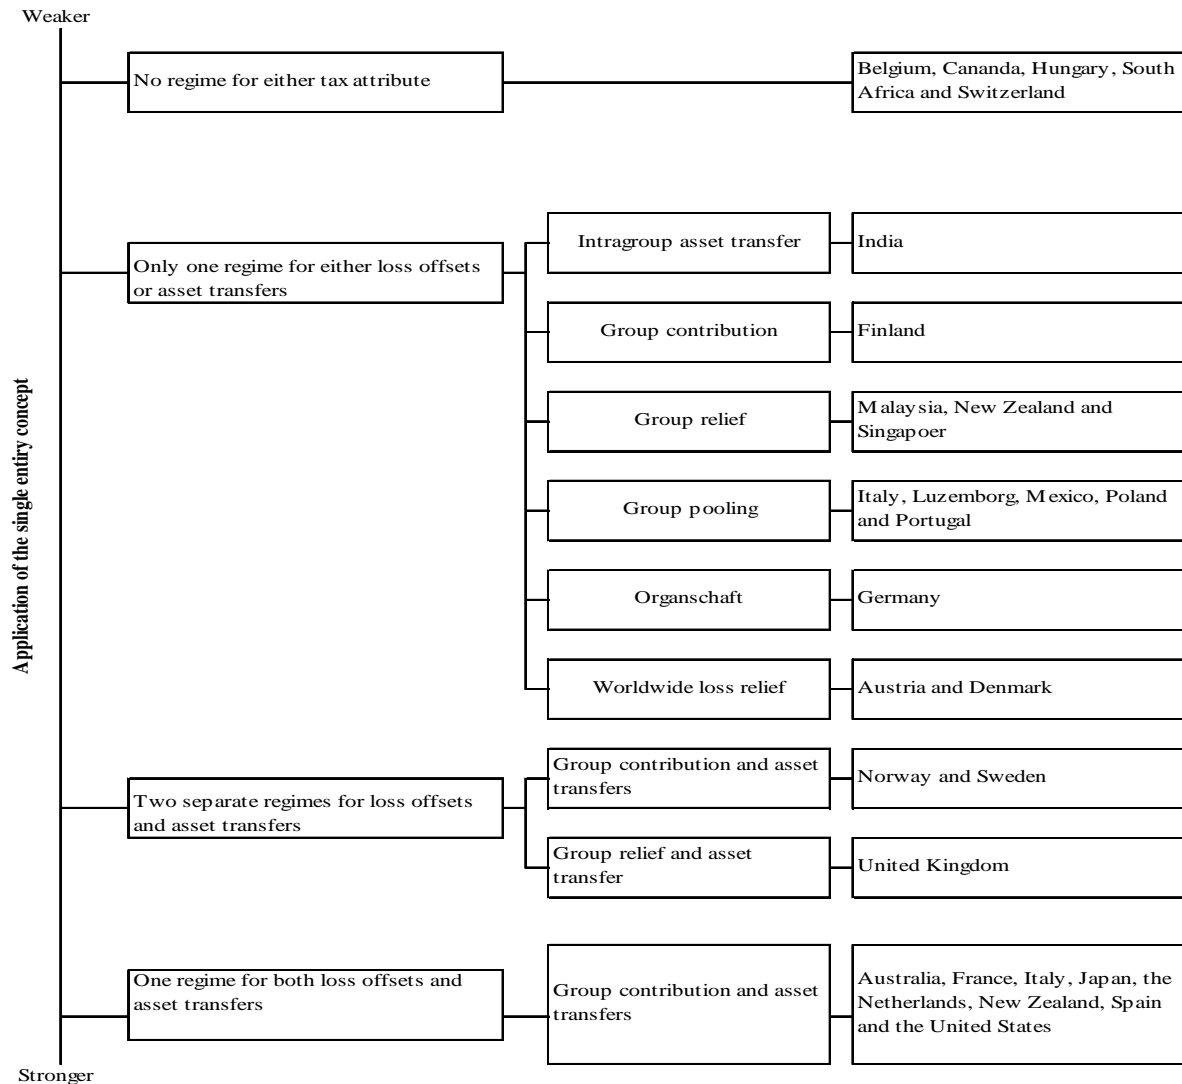 Weaker
No regime for either tax attribute
Belgium, Cananda, Hungary, South
Africa and Switzerland
Only one regime for either loss offsets
or asset transfers
Intragroup asset transfer
India
Group contribution
Finland
Group relief
Malaysia, New Zealand and
Singapoer
Group pooling
Italy, Luzemborg, Mexico, Poland
and Portugal
Organschaft
Germany
Worldwide loss relief
Austria and Denmark
Application of the single entiry concept
Two separate regimes for loss offsets
and asset transfers
Group contribution and asset
transfers
Norway and Sweden
Group relief and asset
transfer
United Kingdom
One regime for both loss offsets and
asset transfers
Group contribution and asset
transfers
Australia, France, Italy, Japan, the
Netherlands, New Zealand, Spain
and the United States
Stronger